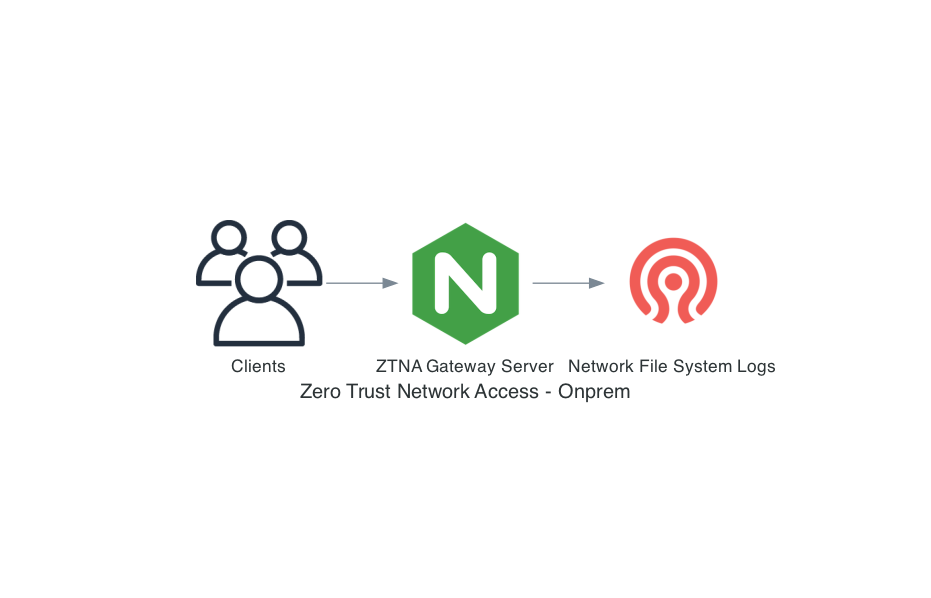 N
Clients
ZTNA Gateway Server
Network File System Logs
Zero Trust Network Access - Onprem